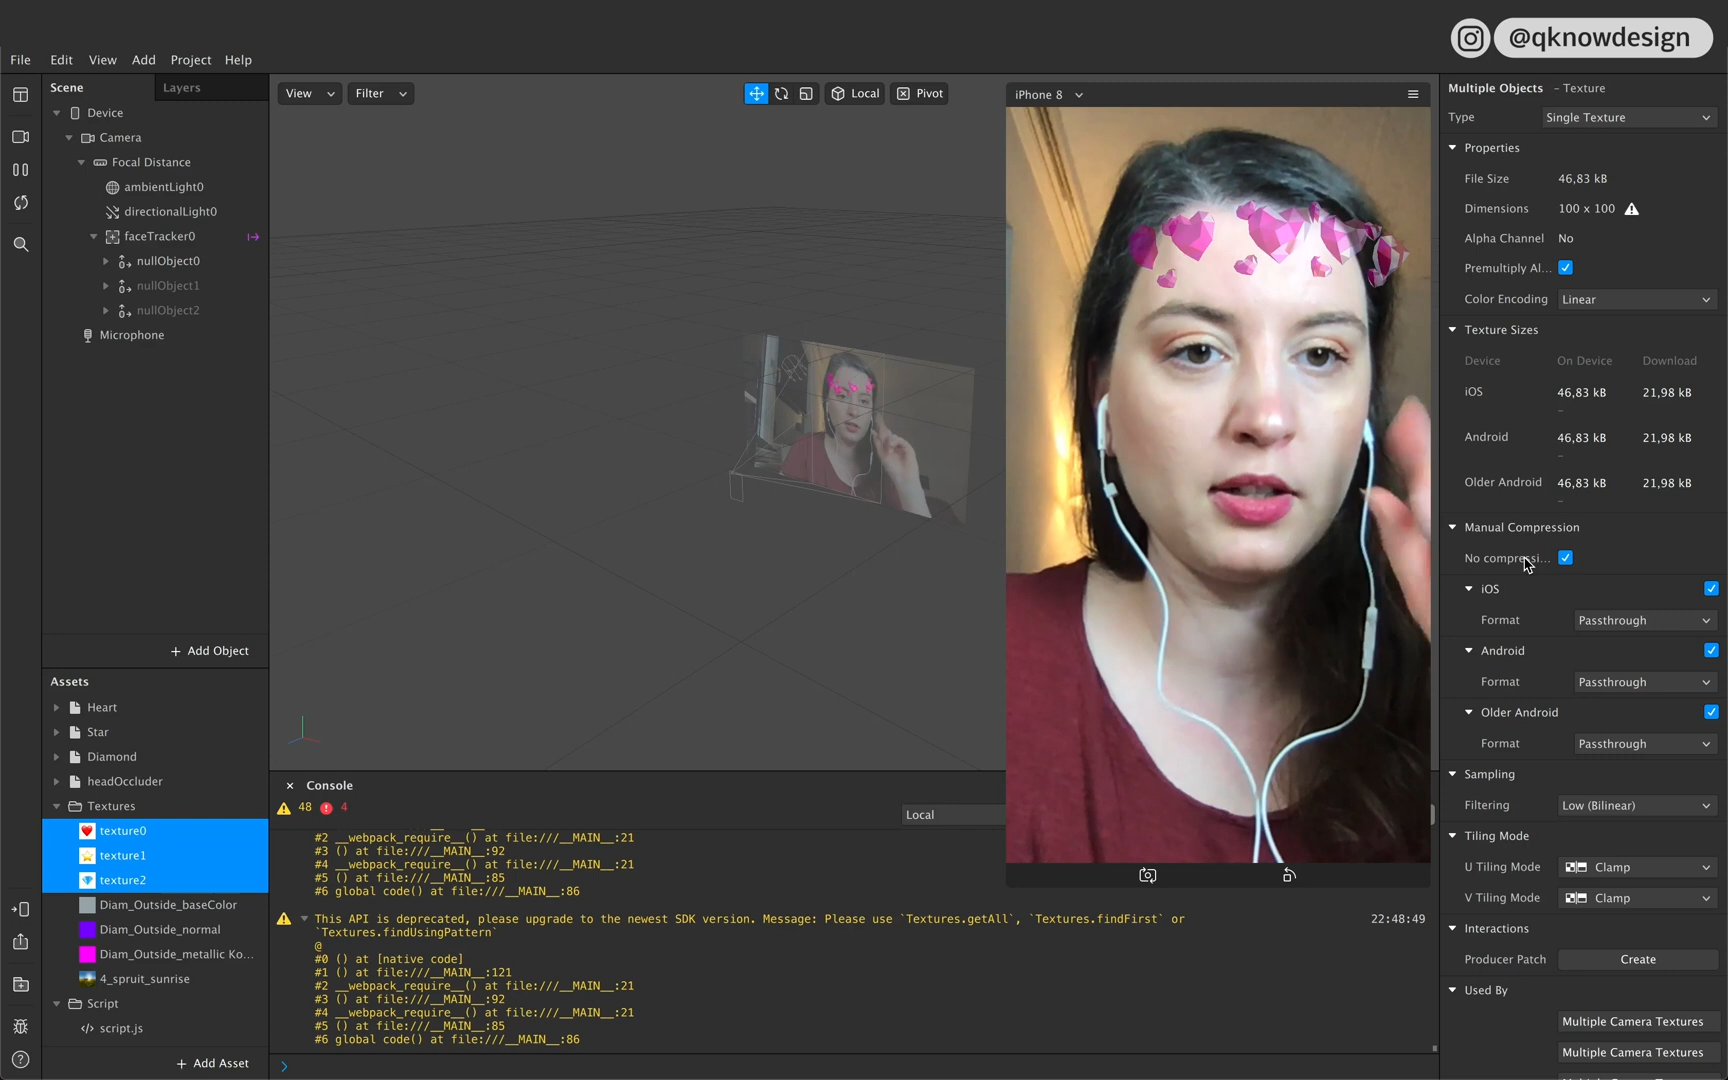 @qknowdesign
File Edit View Add Project Help
Scene Layers
Device
Camera
Focal Distance
ambientLight0
directionalLight0
faceTracker0
nullObject0
nullObject1
nullObject2
Microphone
+ Add Object
Assets
Heart
Star
Diamond
headOccluder
Textures
texture0
texture1
texture2
Diam_Outside_baseColor
Diam_Outside_normal
Diam_Outside_metallic Ko...
4_spruit_sunrise
Script
script.js
+ Add Asset
View Filter Local Pivot
iPhone 8
Console
48 4
Local
#2 __webpack_require__() at file:///__MAIN__:21
#3 () at file:///__MAIN__:92
#4 __webpack_require__() at file:///__MAIN__:21
#5 () at file:///__MAIN__:85
#6 global code() at file:///__MAIN__:86
This API is deprecated, please upgrade to the newest SDK version. Message: Please use `Textures.getAll`, `Textures.findFirst` or 22:48:49
`Textures.findUsingPattern`
@
#0 () at [native code]
#1 () at file:///__MAIN__:121
#2 __webpack_require__() at file:///__MAIN__:21
#3 () at file:///__MAIN__:92
#4 __webpack_require__() at file:///__MAIN__:21
#5 () at file:///__MAIN__:85
#6 global code() at file:///__MAIN__:86
Multiple Objects - Texture
Type Single Texture
Properties
File Size 46,83 kB
Dimensions 100 x 100
Alpha Channel No
Premultiply Al...
Color Encoding Linear
Texture Sizes
Device On Device Download
iOS 46,83 kB 21,98 kB
–
Android 46,83 kB 21,98 kB
–
Older Android 46,83 kB 21,98 kB
–
Manual Compression
No compressi...
iOS
Format Passthrough
Android
Format Passthrough
Older Android
Format Passthrough
Sampling
Filtering Low (Bilinear)
Tiling Mode
U Tiling Mode Clamp
V Tiling Mode Clamp
Interactions
Producer Patch Create
Used By
Multiple Camera Textures
Multiple Camera Textures